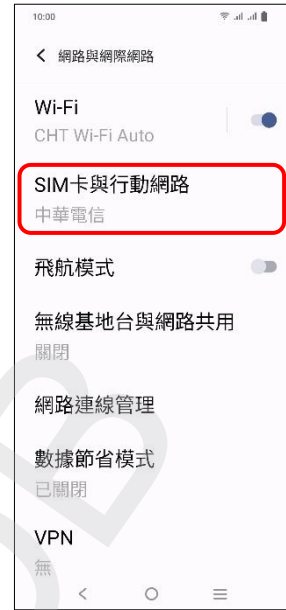 10:00
網路與網際網路
Wi-Fi
CHT Wi-Fi Auto
SIM卡與行動網路
中華電信
飛航模式
無線基地台與網路共用
關閉
網路連線管理
數據節省模式
已關閉
VPN
無